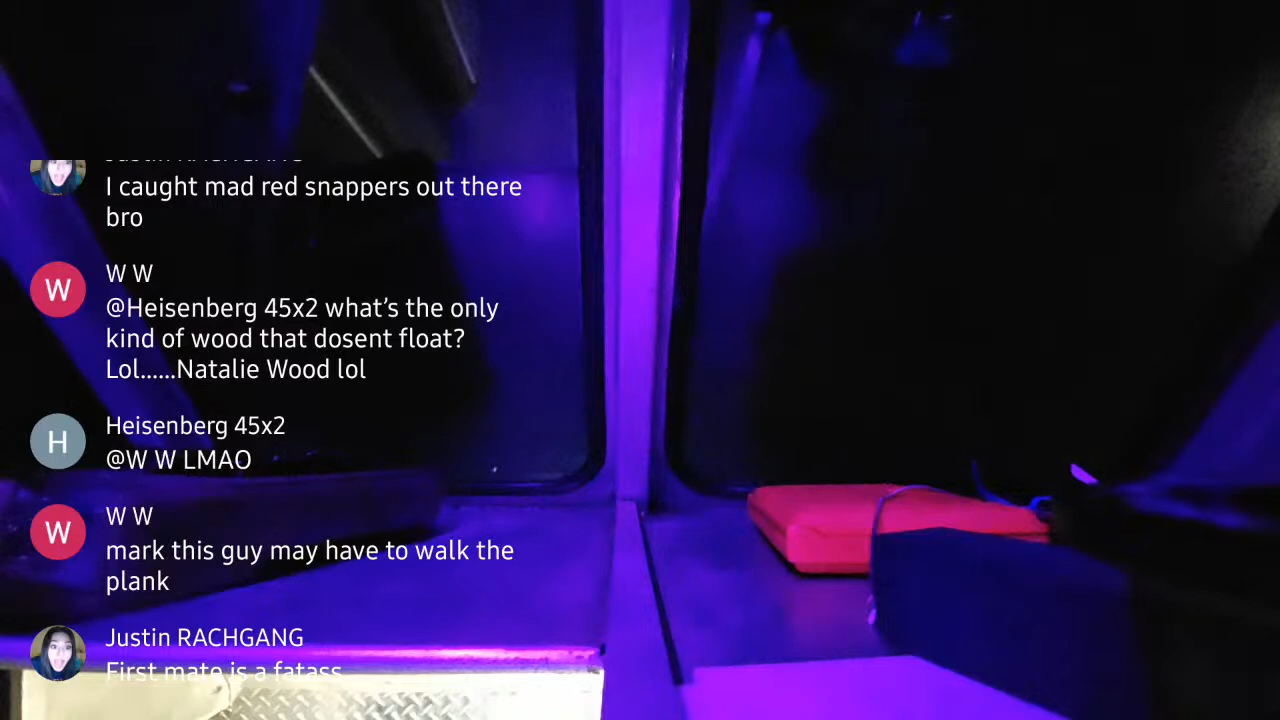 I caught mad red snappers out there
bro
W
W W
@Heisenberg 45x2 what's the only
kind of wood that dosent float?
Lol......Natalie Wood lol
H
Heisenberg 45x2
@W W LMAO
W
W W
mark this guy may have to walk the
plank
Justin RACHGANG
First mate is a fatass